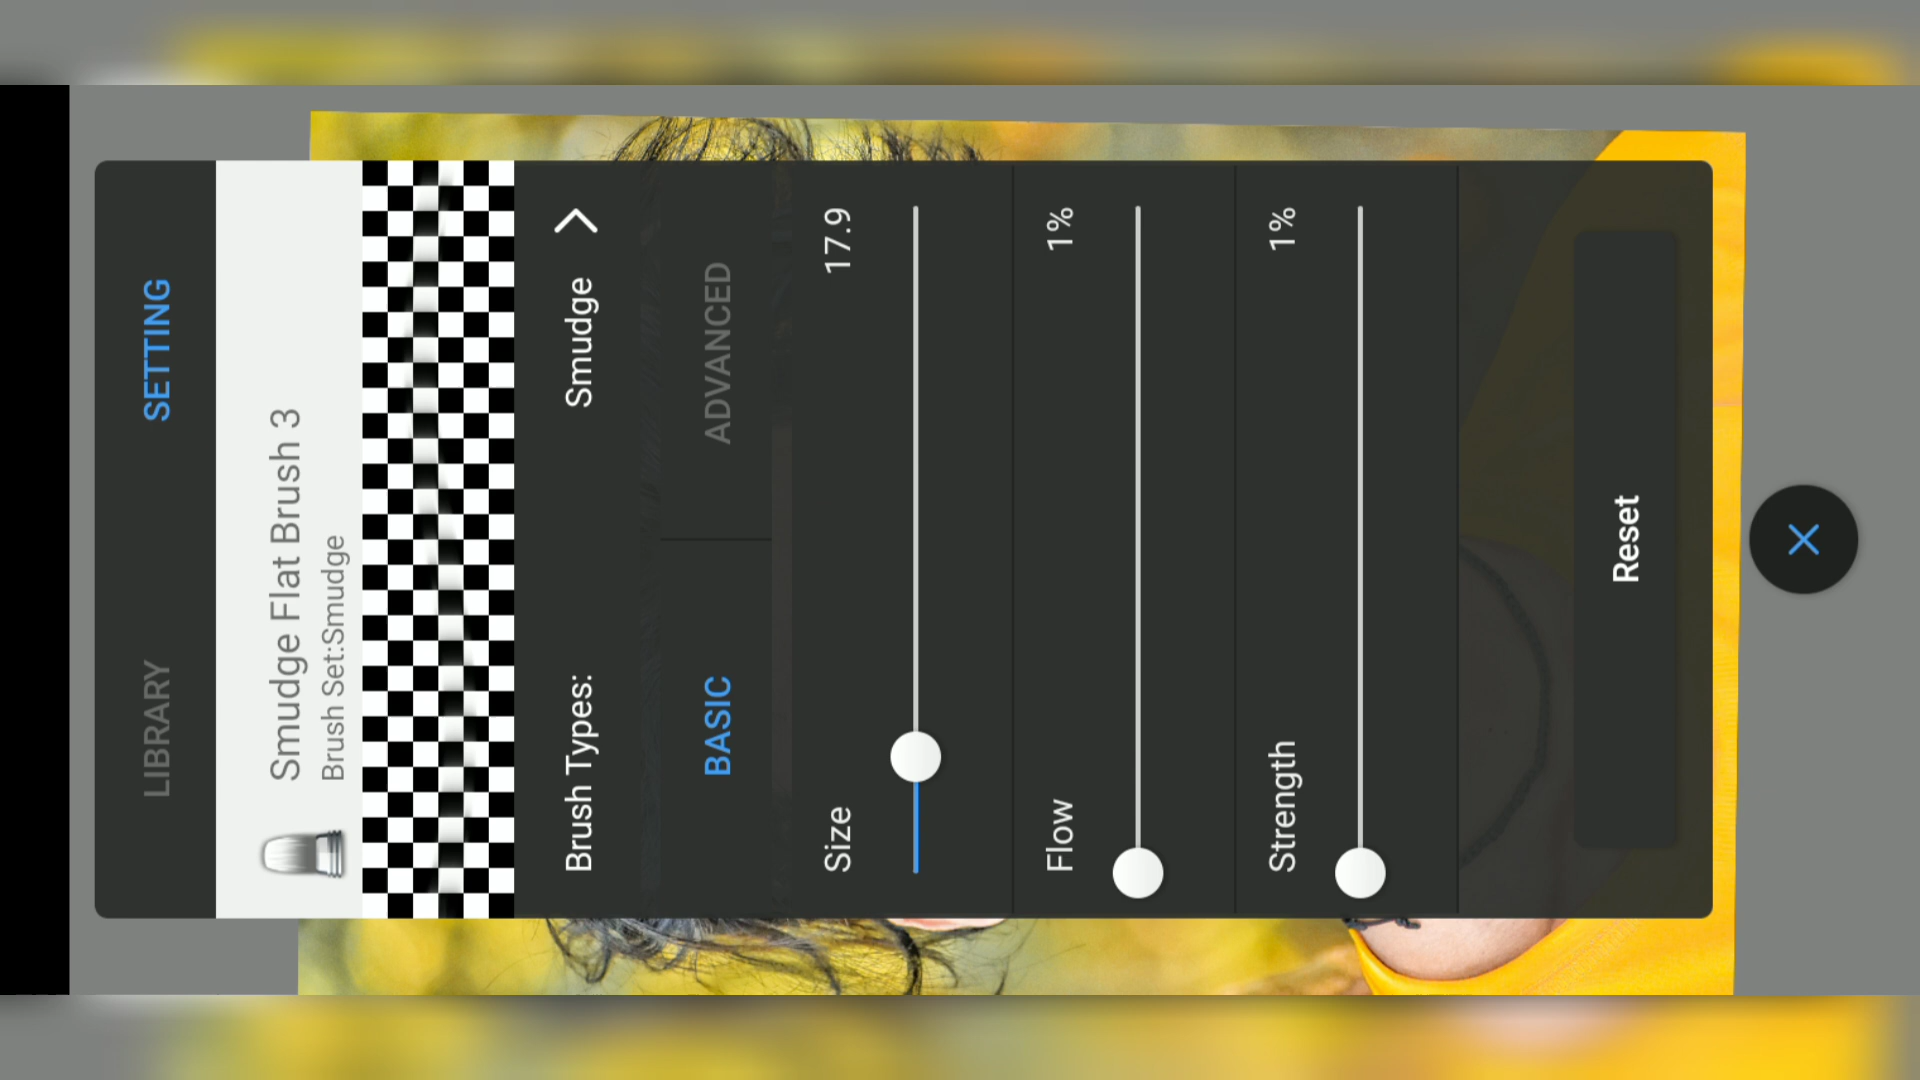 LIBRARY SETTING
Smudge Flat Brush 3
Brush Set:Smudge
Brush Types: Smudge
BASIC ADVANCED
Size 17.9
Flow 1%
Strength 1%
Reset